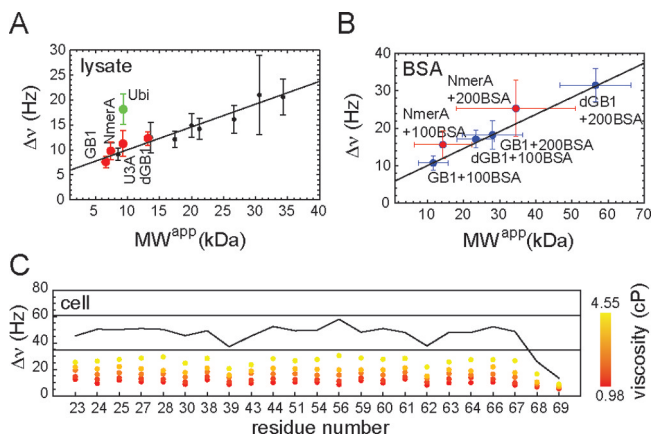 A
lysate
Δν (Hz)
30
25
20
15
10
5
0
Ubi
GB1
NmerA
U3A
dGB1
5 10 15 20 25 30 35 40
MWapp(kDa)
B
BSA
Δν (Hz)
40
30
20
10
0
NmerA
+200BSA
NmerA
+100BSA
dGB1
+200BSA
GB1+200BSA
dGB1+100BSA
GB1+100BSA
10 20 30 40 50 60 70
MWapp(kDa)
C
cell
Δν (Hz)
80
60
40
20
0
23 24 25 27 28 30 38 39 43 44 51 54 56 59 60 61 62 63 64 66 67 68 69
residue number
4.55
0.98
viscosity (cP)